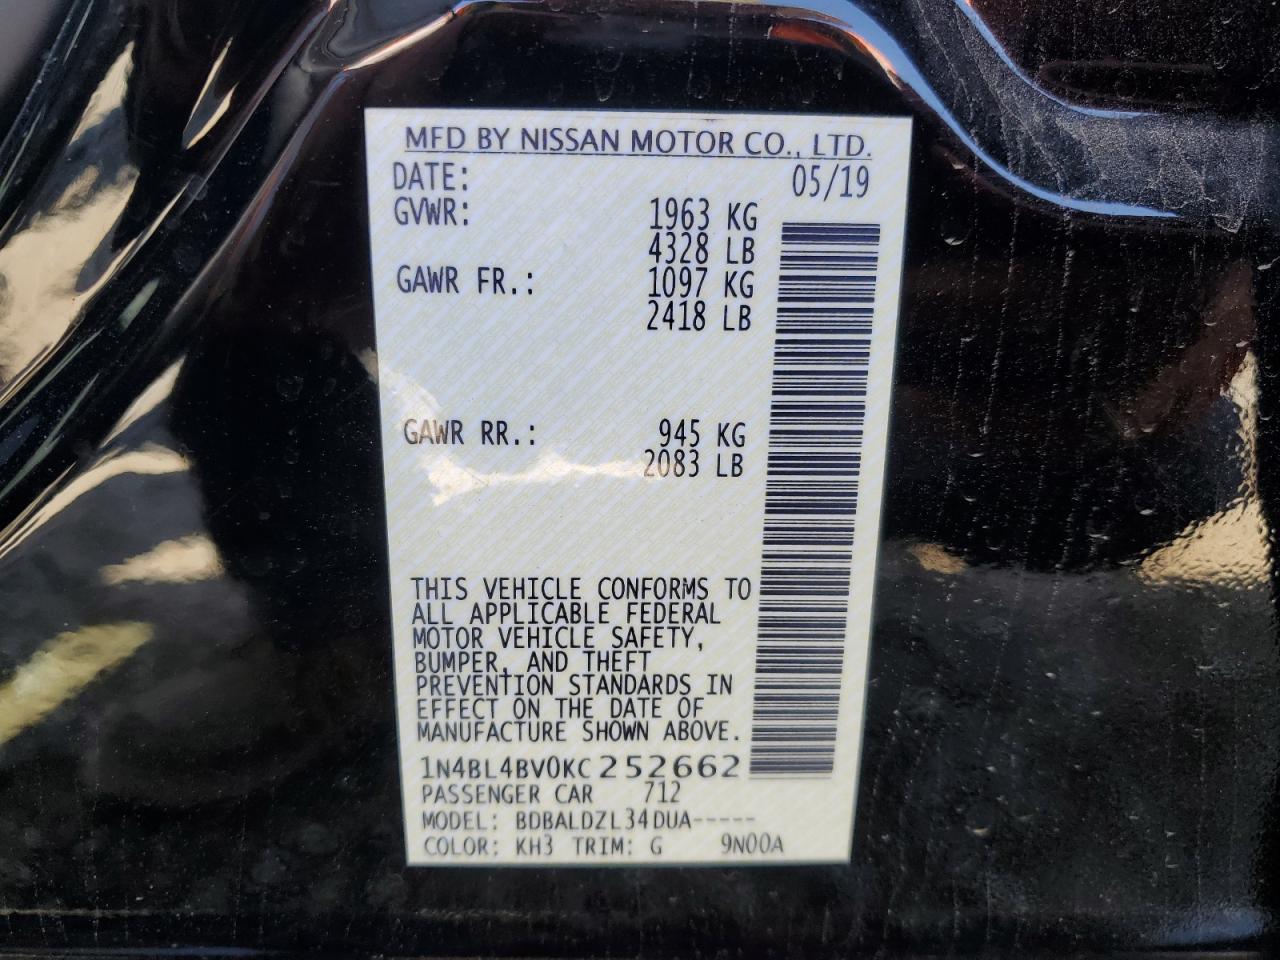 MFD BY NISSAN MOTOR CO., LTD.
DATE: 05/19
GVWR: 1963 KG
4328 LB
GAWR FR.: 1097 KG
2418 LB
GAWR RR.: 945 KG
2083 LB
THIS VEHICLE CONFORMS TO
ALL APPLICABLE FEDERAL
MOTOR VEHICLE SAFETY,
BUMPER, AND THEFT
PREVENTION STANDARDS IN
EFFECT ON THE DATE OF
MANUFACTURE SHOWN ABOVE.
1N4BL4BV0KC252662
PASSENGER CAR 712
MODEL: BDBALDZL34DUA-----
COLOR: KH3 TRIM: G 9N00A